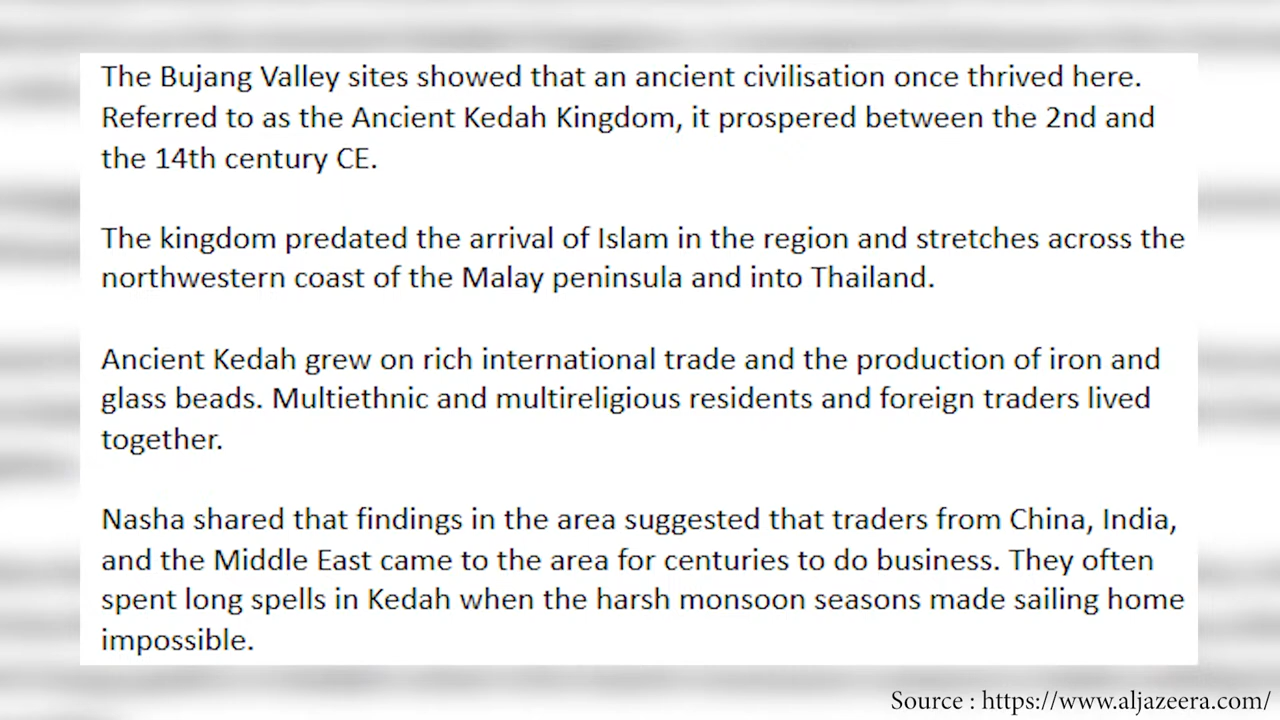 The Bujang Valley sites showed that an ancient civilisation once thrived here.
Referred to as the Ancient Kedah Kingdom, it prospered between the 2nd and
the 14th century CE.
The kingdom predated the arrival of Islam in the region and stretches across the
northwestern coast of the Malay peninsula and into Thailand.
Ancient Kedah grew on rich international trade and the production of iron and
glass beads. Multiethnic and multireligious residents and foreign traders lived
together.
Nasha shared that findings in the area suggested that traders from China, India,
and the Middle East came to the area for centuries to do business. They often
spent long spells in Kedah when the harsh monsoon seasons made sailing home
impossible.
Source : https://www.aljazeera.com/